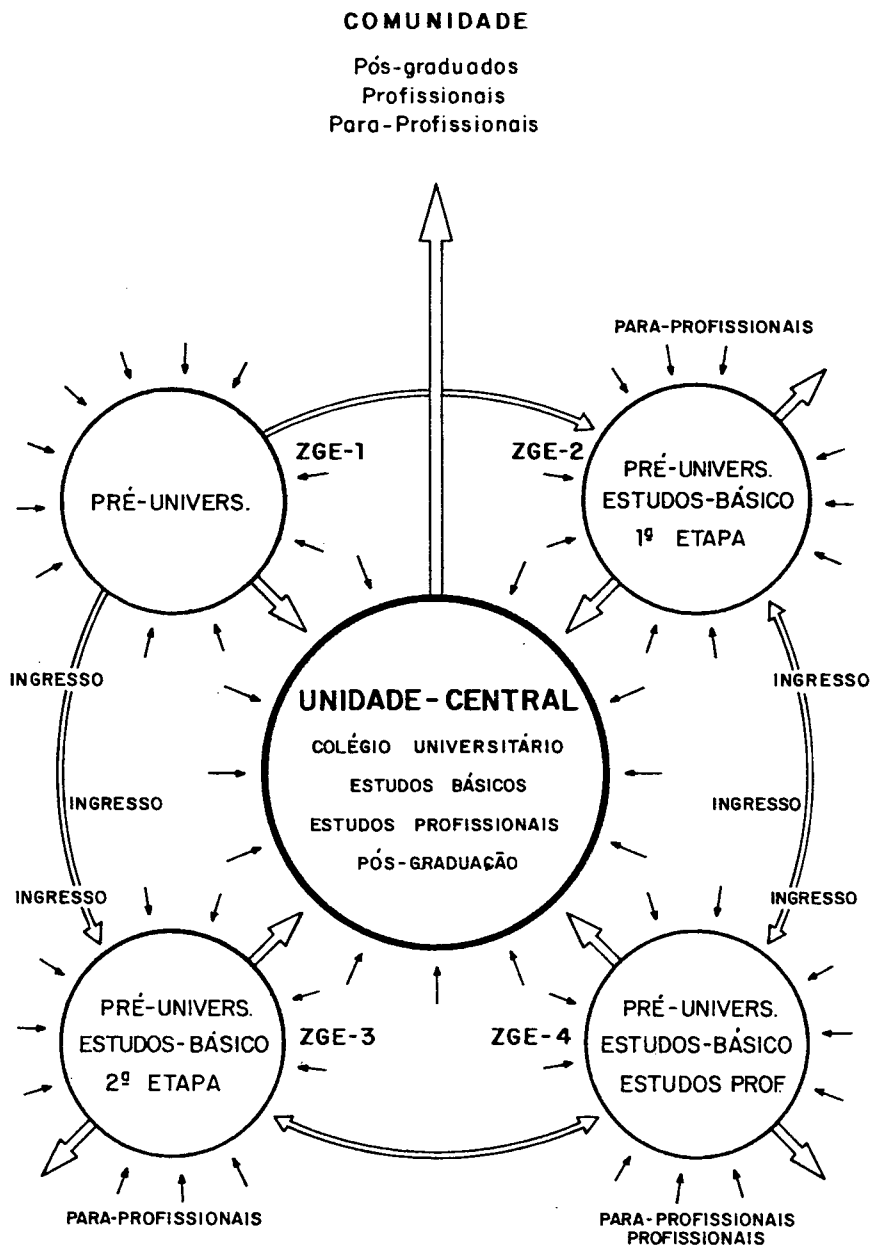 COMUNIDADE
Pós-graduados
Profissionais
Para-Profissionais
PARA-PROFISSIONAIS
ZGE-1
ZGE-2
PRÉ-UNIVERS.
PRÉ-UNIVERS.
ESTUDOS-BÁSICO
1ª ETAPA
INGRESSO
INGRESSO
UNIDADE-CENTRAL
COLÉGIO UNIVERSITÁRIO
ESTUDOS BÁSICOS
ESTUDOS PROFISSIONAIS
PÓS-GRADUAÇÃO
INGRESSO
INGRESSO
INGRESSO
INGRESSO
PRÉ-UNIVERS.
ESTUDOS-BÁSICO
2ª ETAPA
ZGE-3
ZGE-4
PRÉ-UNIVERS.
ESTUDOS-BÁSICO
ESTUDOS PROF.
PARA-PROFISSIONAIS
PARA-PROFISSIONAIS
PROFISSIONAIS